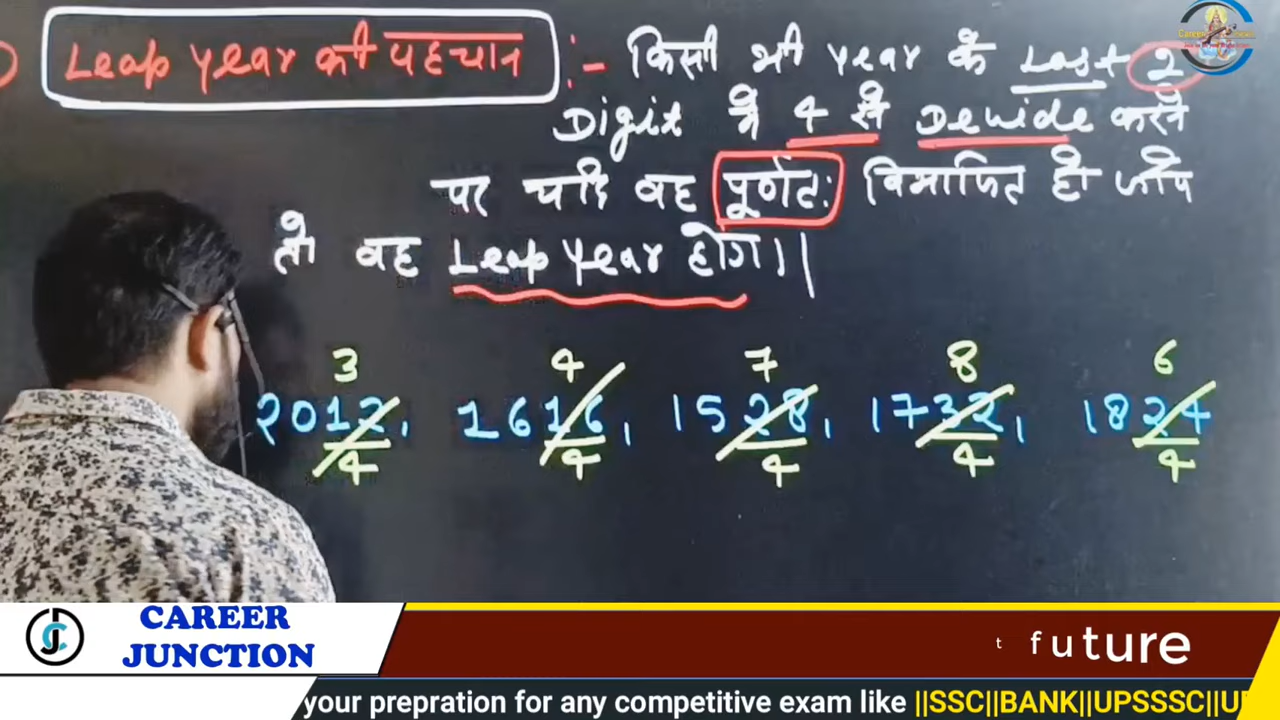 Leap year की पहचान :- किसी भी year के Last 2
Digit में 4 से Devide करने
पर यदि वह पूर्णतः विभाजित हो जाये
तो वह Leap year होगा।।
3 4 7 8 6
2012, 1616, 1528, 1732, 1824
4 4 4 4 4
CAREER
JUNCTION
t future
your prepration for any competitive exam like ||SSC||BANK||UPSSSC||U